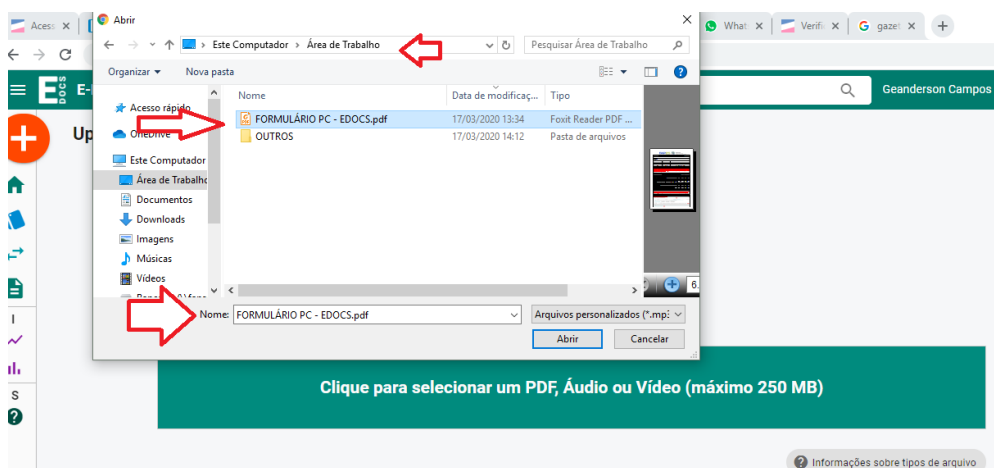 Acess
Abrir
What
Verific
gazet
Este Computador > Área de Trabalho
Pesquisar Área de Trabalho
Organizar
Nova pasta
E DOCS
E-
Geanderson Campos
Nome
Data de modificaç...
Tipo
Acesso rápido
FORMULÁRIO PC - EDOCS.pdf
17/03/2020 13:34
Foxit Reader PDF ...
Up
OneDrive
OUTROS
17/03/2020 14:12
Pasta de arquivos
Este Computador
Área de Trabalho
Documentos
Downloads
Imagens
Músicas
Vídeos
6.
Nome:
FORMULÁRIO PC - EDOCS.pdf
Arquivos personalizados (*.mp3
Abrir
Cancelar
I
S
Clique para selecionar um PDF, Áudio ou Vídeo (máximo 250 MB)
Informações sobre tipos de arquivo